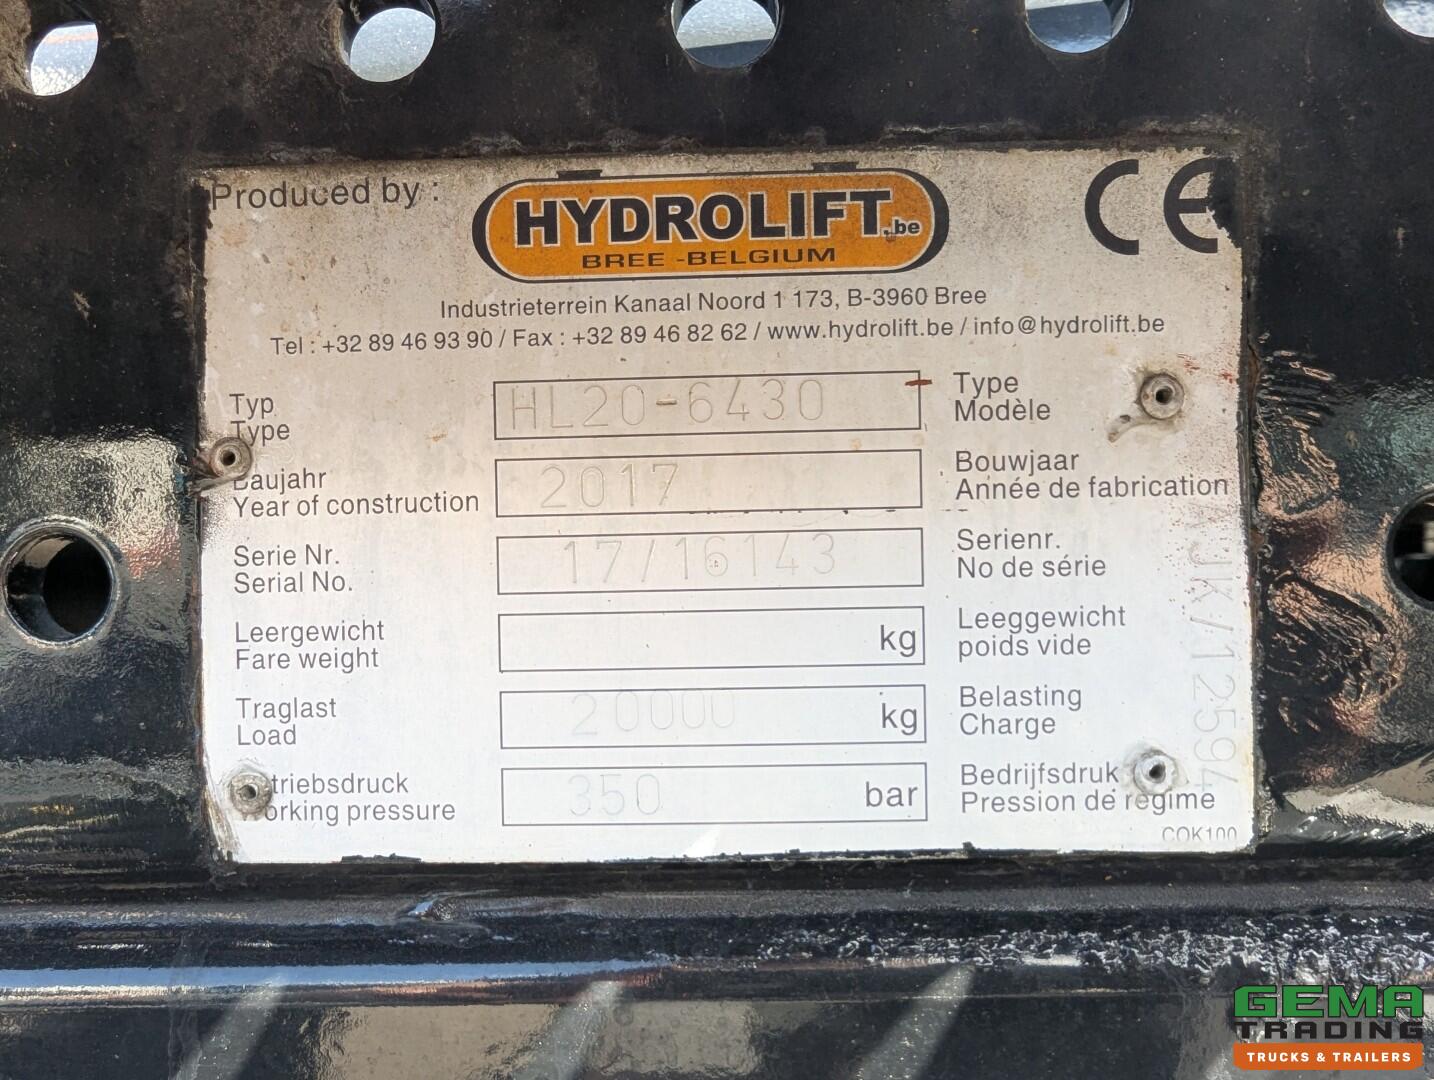 Produced by :
HYDROLIFT.be
BREE -BELGIUM
CE
Industrieterrein Kanaal Noord 1 173, B-3960 Bree
Tel : +32 89 46 93 90 / Fax : +32 89 46 82 62 / www.hydrolift.be / info@hydrolift.be
Typ
Type
HL20-6430
Type
Modèle
Baujahr
Year of construction
2017
Bouwjaar
Année de fabrication
Serie Nr.
Serial No.
17/16143
Serienr.
No de série
Leergewicht
Fare weight
kg
Leeggewicht
poids vide
Traglast
Load
20000 kg
Belasting
Charge
triebsdruck
Working pressure
350 bar
Bedrijfsdruk
Pression de régime
COK100
GEMA
TRADING
TRUCKS & TRAILERS